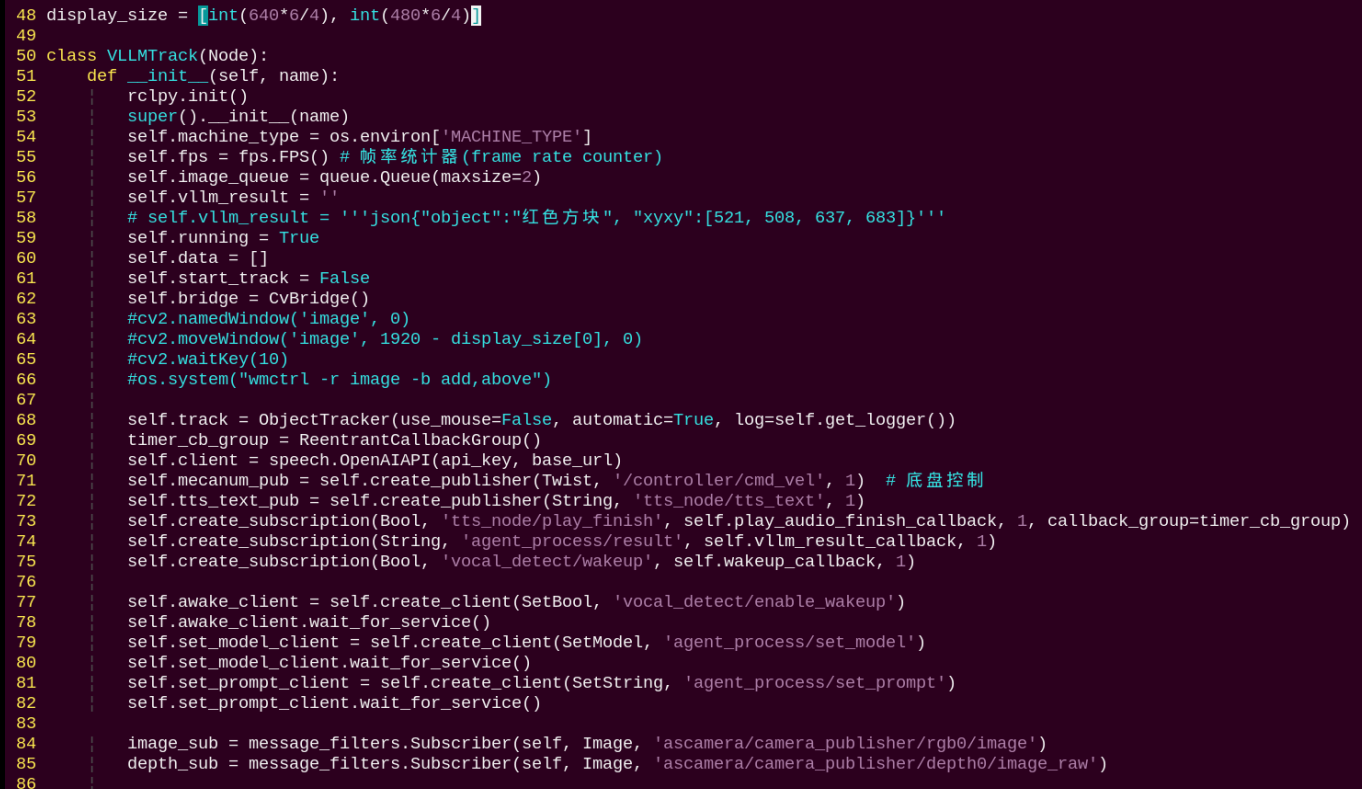 48 display_size = [int(640*6/4), int(480*6/4)]
49
50 class VLLMTrack(Node):
51     def __init__(self, name):
52         rclpy.init()
53         super().__init__(name)
54         self.machine_type = os.environ['MACHINE_TYPE']
55         self.fps = fps.FPS() # 帧率统计器(frame rate counter)
56         self.image_queue = queue.Queue(maxsize=2)
57         self.vllm_result = ''
58         # self.vllm_result = '''json{"object":"红色方块", "xyxy":[521, 508, 637, 683]}'''
59         self.running = True
60         self.data = []
61         self.start_track = False
62         self.bridge = CvBridge()
63         #cv2.namedWindow('image', 0)
64         #cv2.moveWindow('image', 1920 - display_size[0], 0)
65         #cv2.waitKey(10)
66         #os.system("wmctrl -r image -b add,above")
67
68         self.track = ObjectTracker(use_mouse=False, automatic=True, log=self.get_logger())
69         timer_cb_group = ReentrantCallbackGroup()
70         self.client = speech.OpenAIAPI(api_key, base_url)
71         self.mecanum_pub = self.create_publisher(Twist, '/controller/cmd_vel', 1)  # 底盘控制
72         self.tts_text_pub = self.create_publisher(String, 'tts_node/tts_text', 1)
73         self.create_subscription(Bool, 'tts_node/play_finish', self.play_audio_finish_callback, 1, callback_group=timer_cb_group)
74         self.create_subscription(String, 'agent_process/result', self.vllm_result_callback, 1)
75         self.create_subscription(Bool, 'vocal_detect/wakeup', self.wakeup_callback, 1)
76
77         self.awake_client = self.create_client(SetBool, 'vocal_detect/enable_wakeup')
78         self.awake_client.wait_for_service()
79         self.set_model_client = self.create_client(SetModel, 'agent_process/set_model')
80         self.set_model_client.wait_for_service()
81         self.set_prompt_client = self.create_client(SetString, 'agent_process/set_prompt')
82         self.set_prompt_client.wait_for_service()
83
84         image_sub = message_filters.Subscriber(self, Image, 'ascamera/camera_publisher/rgb0/image')
85         depth_sub = message_filters.Subscriber(self, Image, 'ascamera/camera_publisher/depth0/image_raw')
86